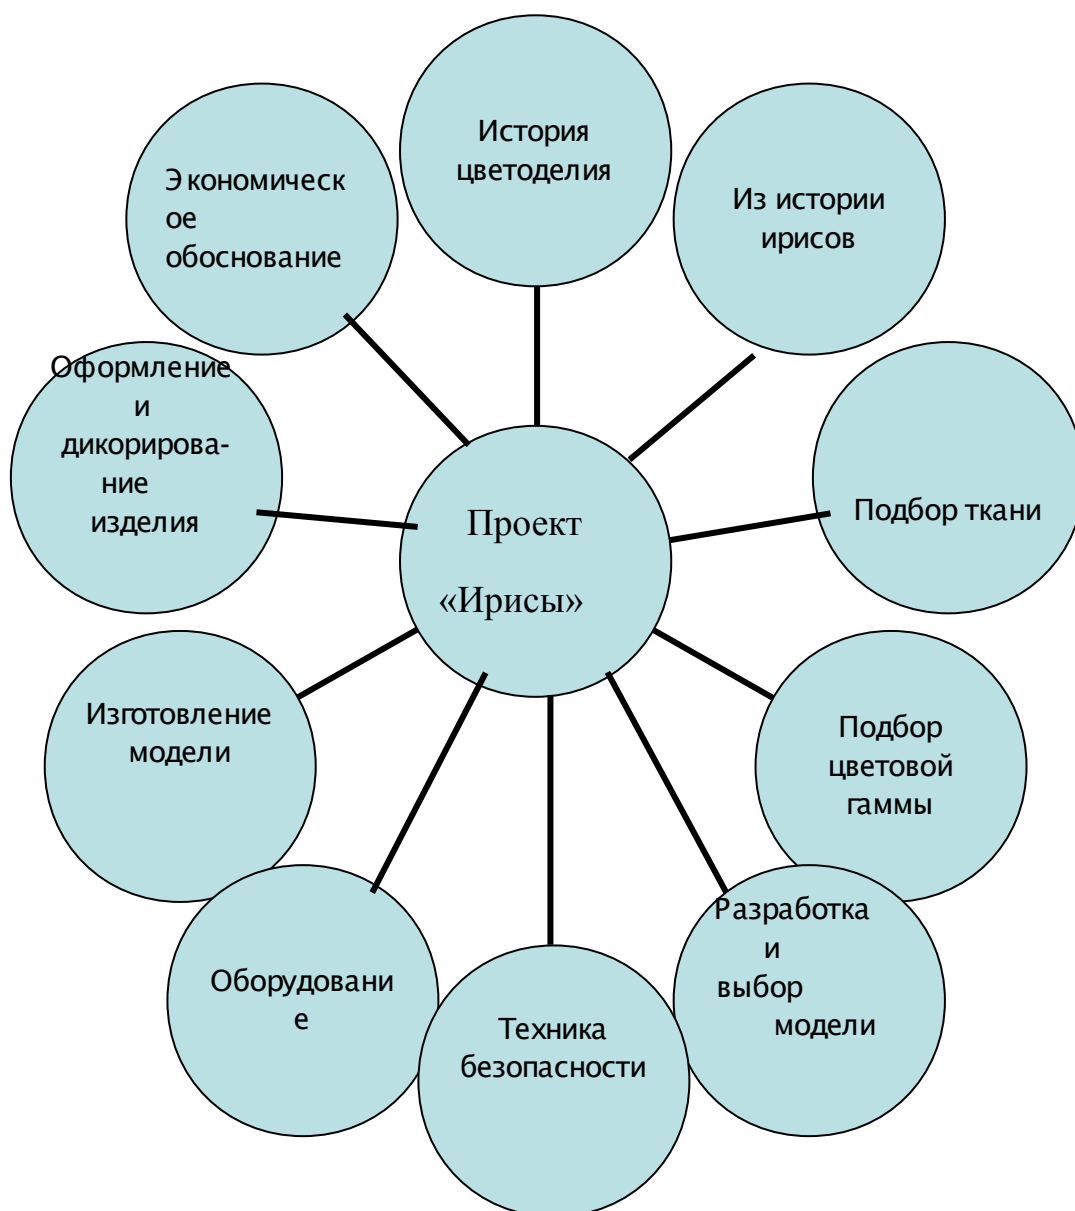 История
цветоделия
Из истории
ирисов
Подбор ткани
Подбор
цветовой
гаммы
Разработка
и
выбор
модели
Техника
безопасности
Оборудовани
е
Изготовление
модели
Оформление
и
дикорирова-
ние
изделия
Экономическ
ое
обоснование
Проект
«Ирисы»